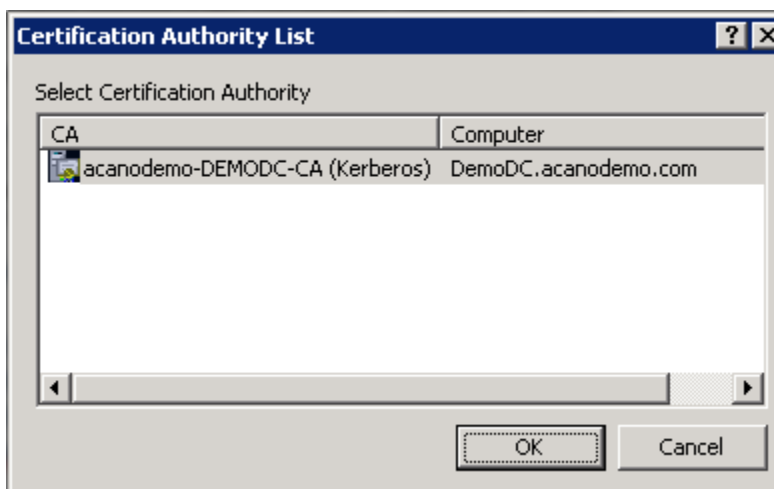 Certification Authority List
Select Certification Authority
CA Computer
acanodemo-DEMODC-CA (Kerberos) DemoDC.acanodemo.com
OK Cancel